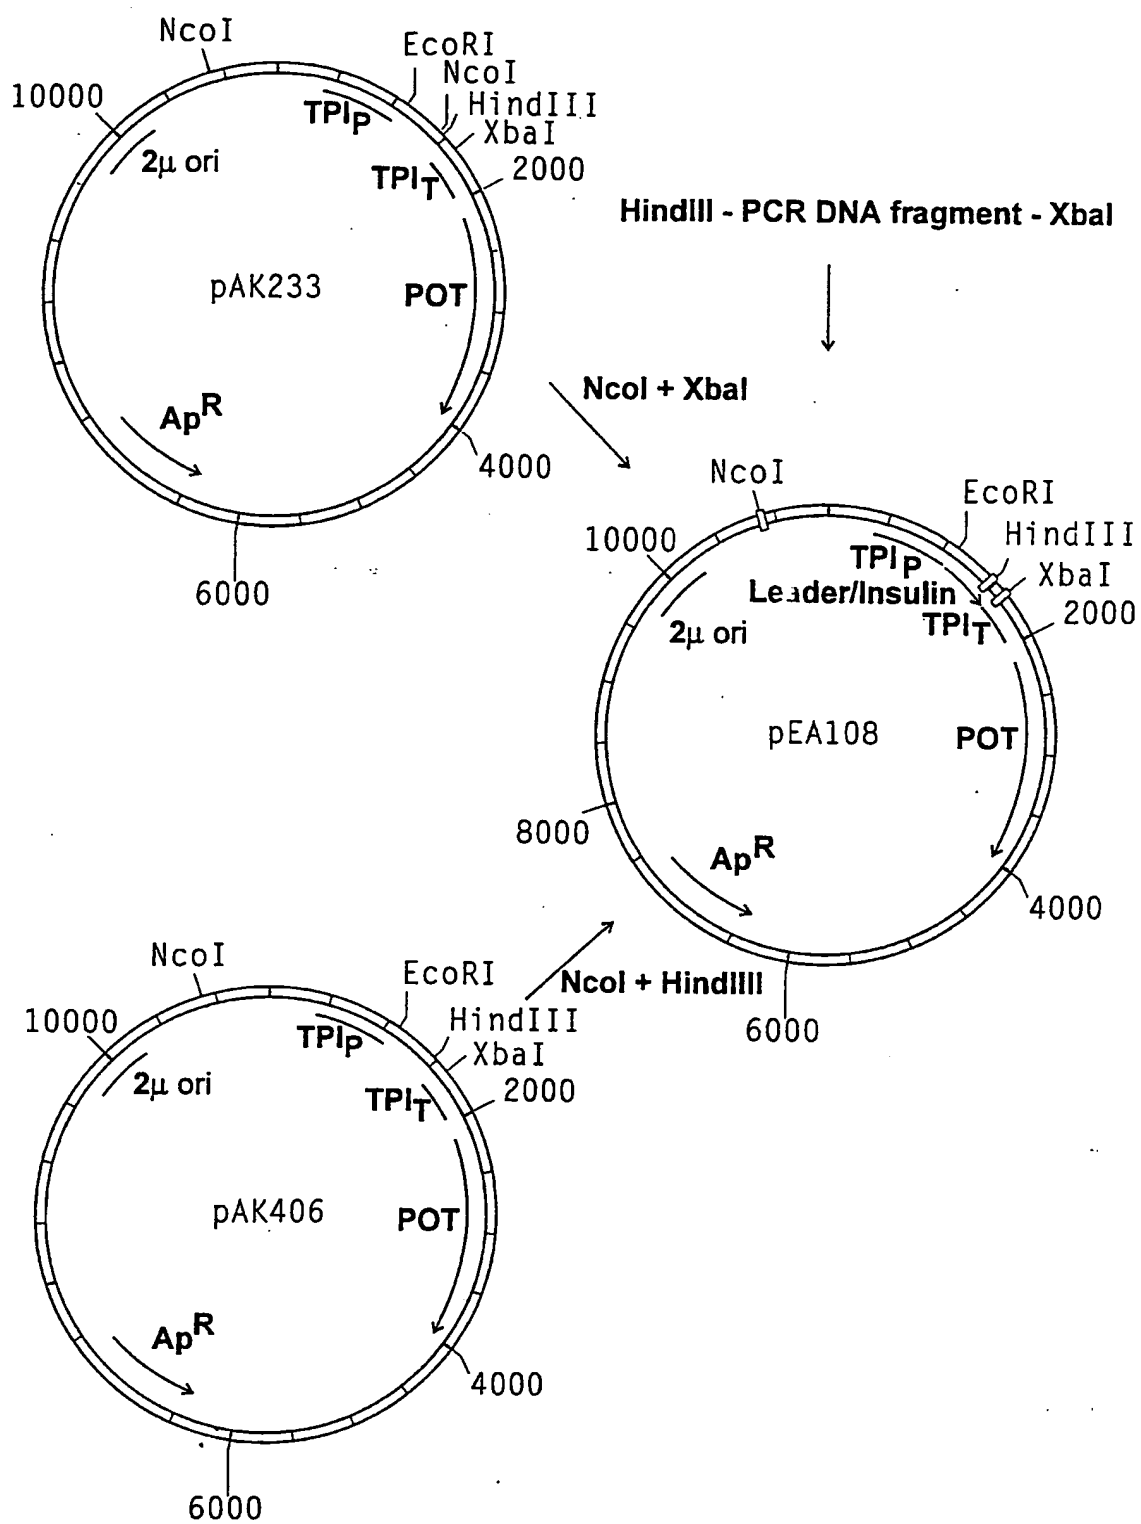 NcoI
EcoRI
NcoI
HindIII
XbaI
10000
TPIP
2μ ori
TPIT
2000
pAK233
POT
ApR
4000
6000
HindIII - PCR DNA fragment - XbaI
NcoI + XbaI
NcoI
EcoRI
HindIII
XbaI
10000
TPIP
Leader/Insulin
TPIT
2000
2μ ori
pEA108
POT
8000
ApR
4000
6000
NcoI + HindIIII
NcoI
EcoRI
HindIII
XbaI
10000
TPIP
2μ ori
TPIT
2000
pAK406
POT
ApR
4000
6000